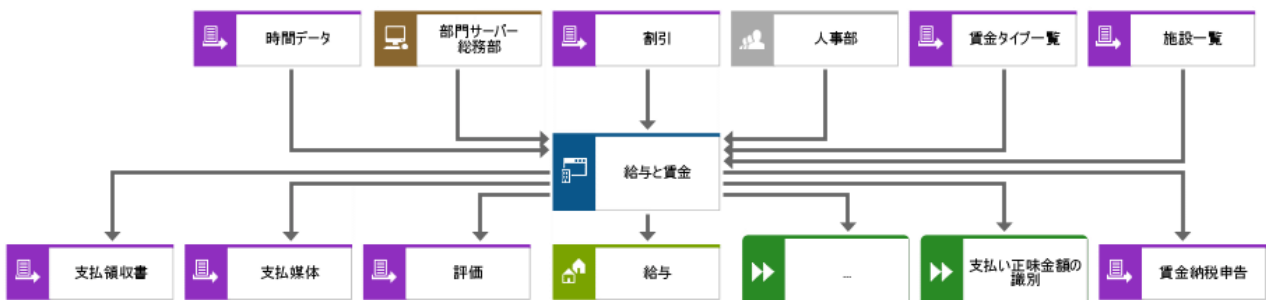 時間データ
部門サーバー
総務部
割引
人事部
賃金タイプ一覧
施設一覧
給与と賃金
支払領収書
支払媒体
評価
給与
...
支払い正味金額の
識別
賃金納税申告